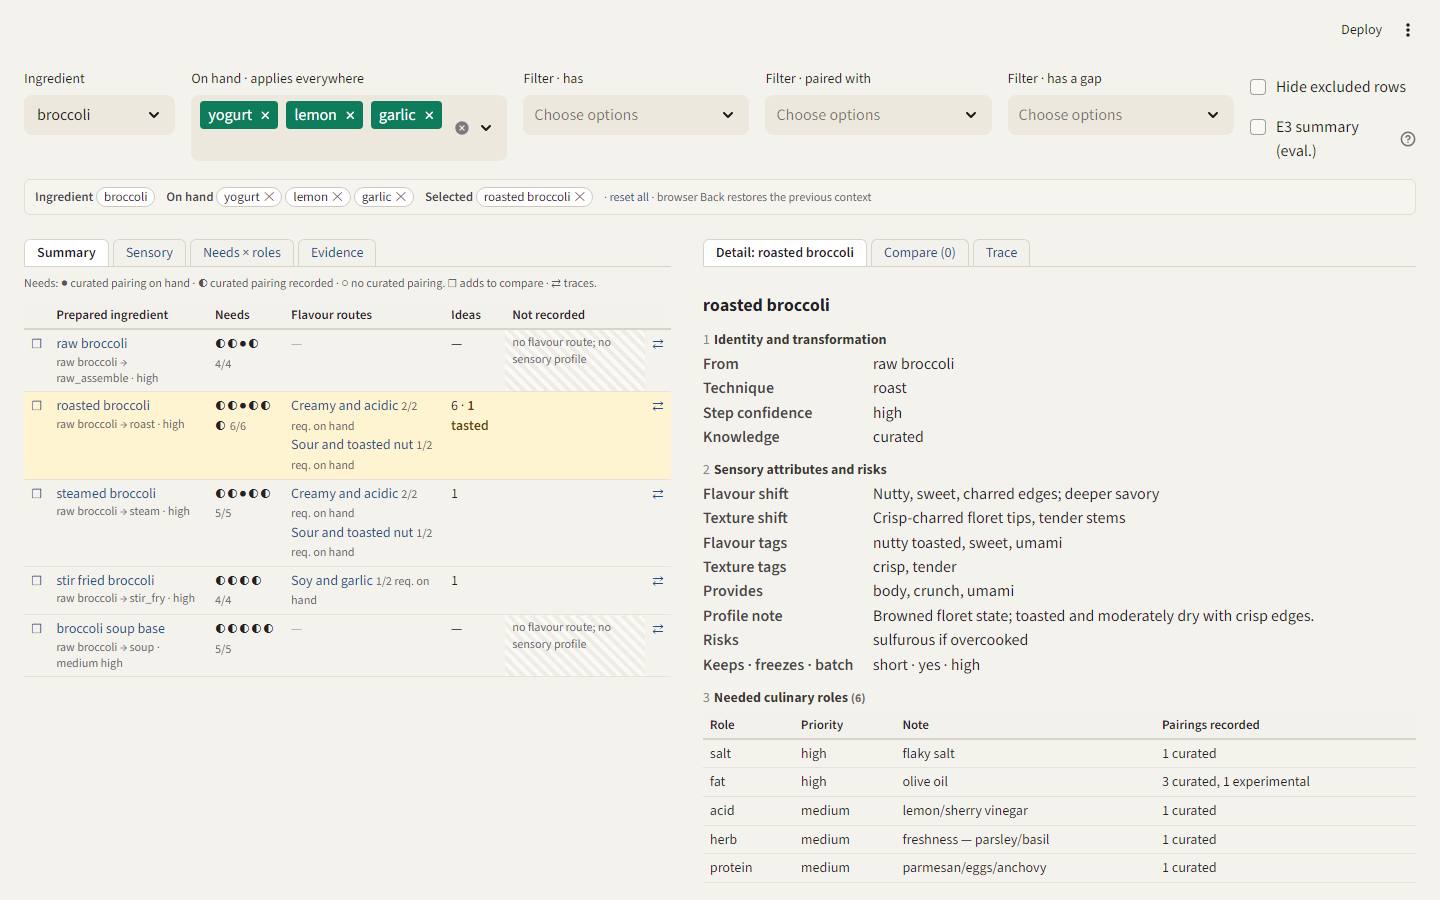 Deploy
Ingredient
On hand · applies everywhere
Filter · has
Filter · paired with
Filter · has a gap
broccoli
yogurt × lemon × garlic ×
Choose options
Choose options
Choose options
Hide excluded rows
E3 summary
(eval.)
Ingredient broccoli On hand yogurt × lemon × garlic × Selected roasted broccoli × · reset all · browser Back restores the previous context
Summary Sensory Needs × roles Evidence
Needs: ● curated pairing on hand · ◐ curated pairing recorded · ○ no curated pairing. ☐ adds to compare · ⇄ traces.
Prepared ingredient Needs Flavour routes Ideas Not recorded
☐ raw broccoli ◐◐●◐ — — no flavour route; no ⇄
raw broccoli → 4/4 sensory profile
raw_assemble · high
☐ roasted broccoli ◐◐●◐◐ Creamy and acidic 2/2 6 · 1 ⇄
raw broccoli → roast · high ◐ 6/6 req. on hand tasted
Sour and toasted nut 1/2
req. on hand
☐ steamed broccoli ◐◐●◐◐ Creamy and acidic 2/2 1 ⇄
raw broccoli → steam · high 5/5 req. on hand
Sour and toasted nut 1/2
req. on hand
☐ stir fried broccoli ◐◐◐◐ Soy and garlic 1/2 req. on 1 ⇄
raw broccoli → stir_fry · high 4/4 hand
☐ broccoli soup base ◐◐◐◐◐ — — no flavour route; no ⇄
raw broccoli → soup · 5/5 sensory profile
medium high
Detail: roasted broccoli Compare (0) Trace
roasted broccoli
1 Identity and transformation
From raw broccoli
Technique roast
Step confidence high
Knowledge curated
2 Sensory attributes and risks
Flavour shift Nutty, sweet, charred edges; deeper savory
Texture shift Crisp-charred floret tips, tender stems
Flavour tags nutty toasted, sweet, umami
Texture tags crisp, tender
Provides body, crunch, umami
Profile note Browned floret state; toasted and moderately dry with crisp edges.
Risks sulfurous if overcooked
Keeps · freezes · batch short · yes · high
3 Needed culinary roles (6)
Role Priority Note Pairings recorded
salt high flaky salt 1 curated
fat high olive oil 3 curated, 1 experimental
acid medium lemon/sherry vinegar 1 curated
herb medium freshness — parsley/basil 1 curated
protein medium parmesan/eggs/anchovy 1 curated